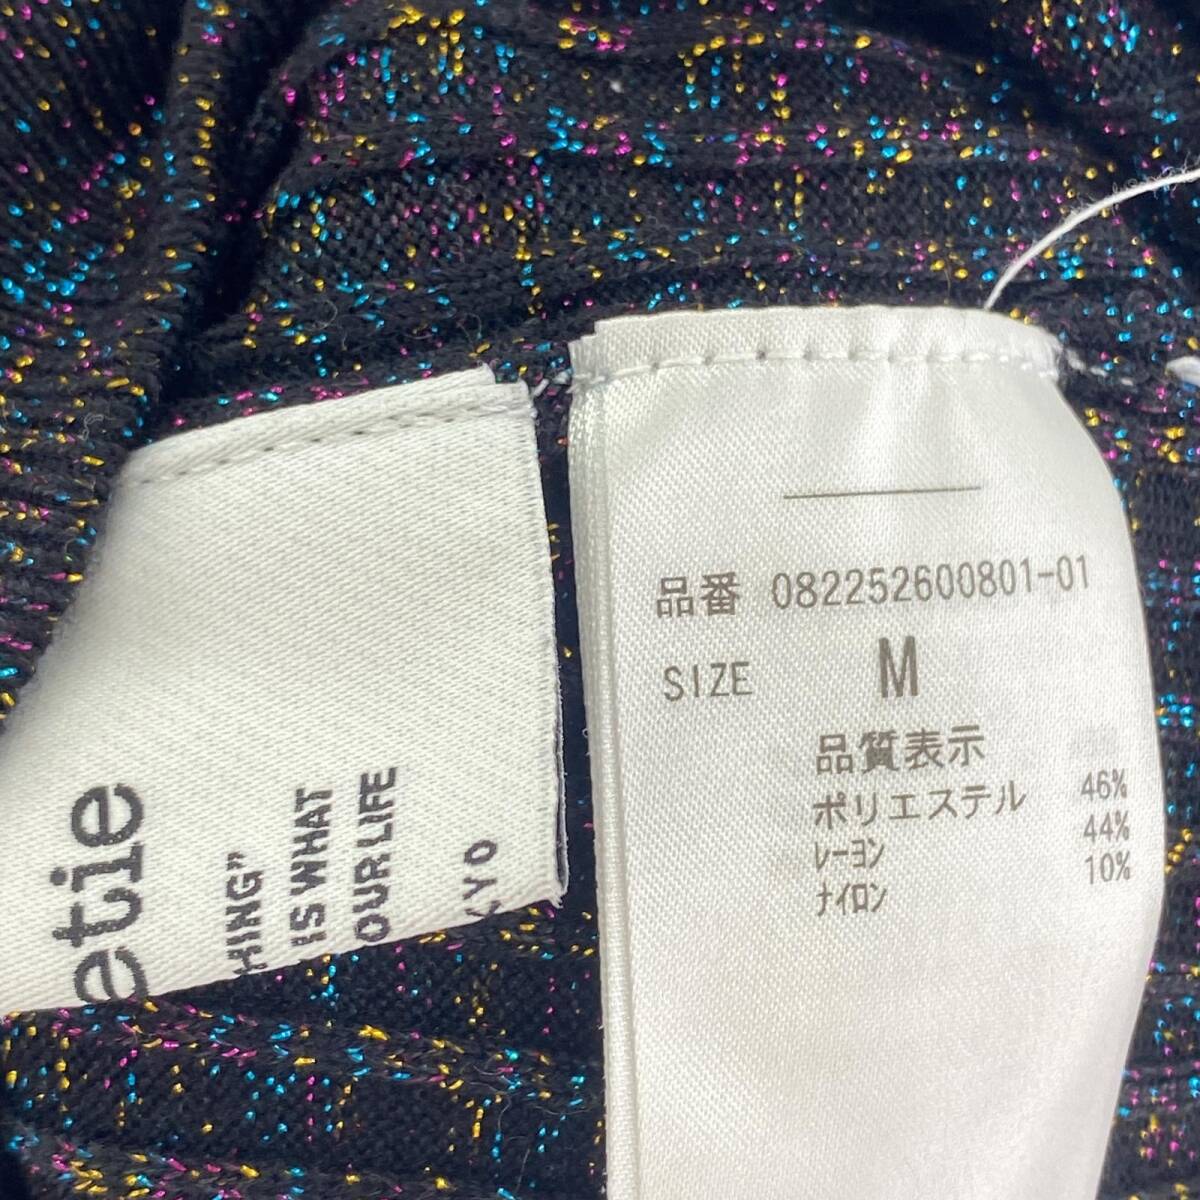 etie
HING”
IS WHAT
OUR LIFE
KYO
品番 082252600801-01
SIZE M
品質表示
ポリエステル 46%
レーヨン 44%
ナイロン 10%